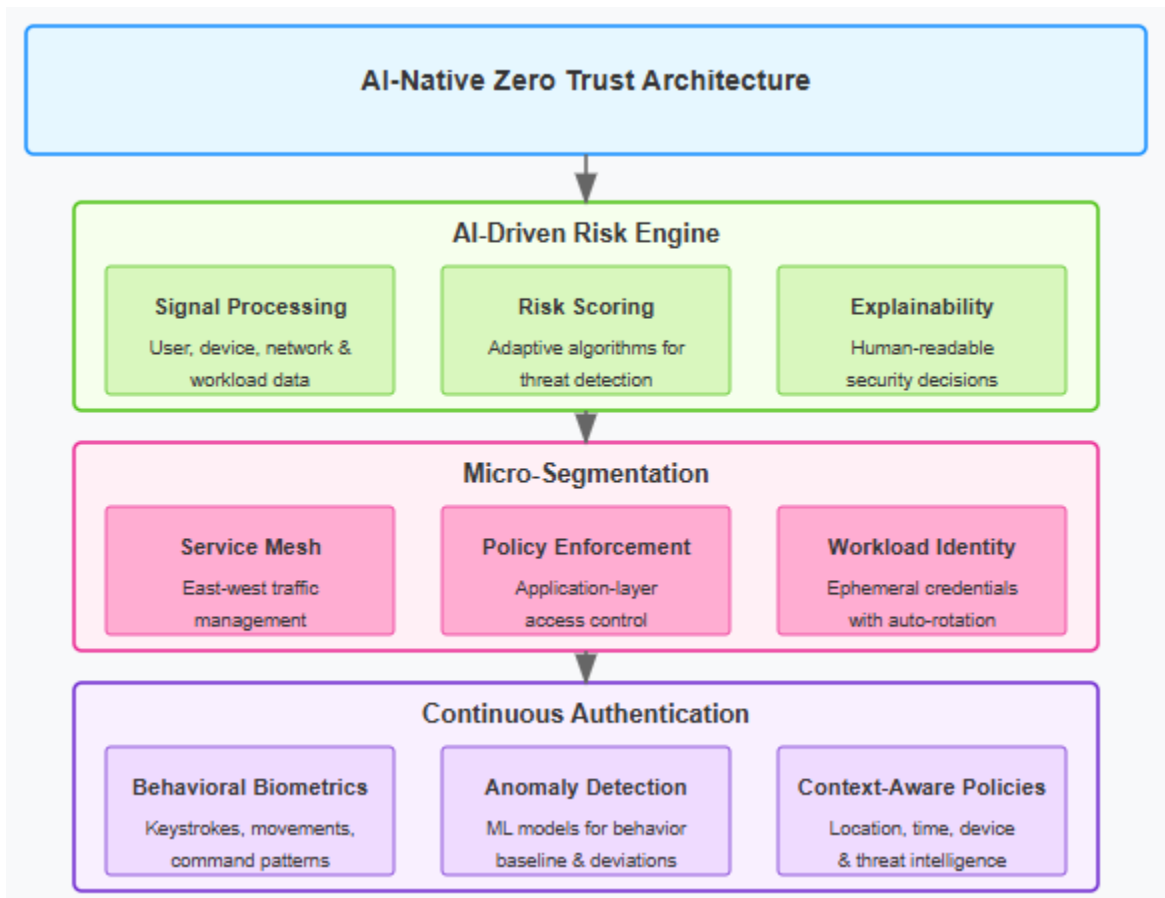 AI-Native Zero Trust Architecture
AI-Driven Risk Engine
Signal Processing
User, device, network &
workload data
Risk Scoring
Adaptive algorithms for
threat detection
Explainability
Human-readable
security decisions
Micro-Segmentation
Service Mesh
East-west traffic
management
Policy Enforcement
Application-layer
access control
Workload Identity
Ephemeral credentials
with auto-rotation
Continuous Authentication
Behavioral Biometrics
Keystrokes, movements,
command patterns
Anomaly Detection
ML models for behavior
baseline & deviations
Context-Aware Policies
Location, time, device
& threat intelligence